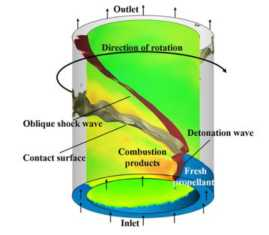 Outlet
Direction of rotation
Oblique shock wave
Detonation wave
Contact surface
Combustion
products
Fresh
propellant
Inlet